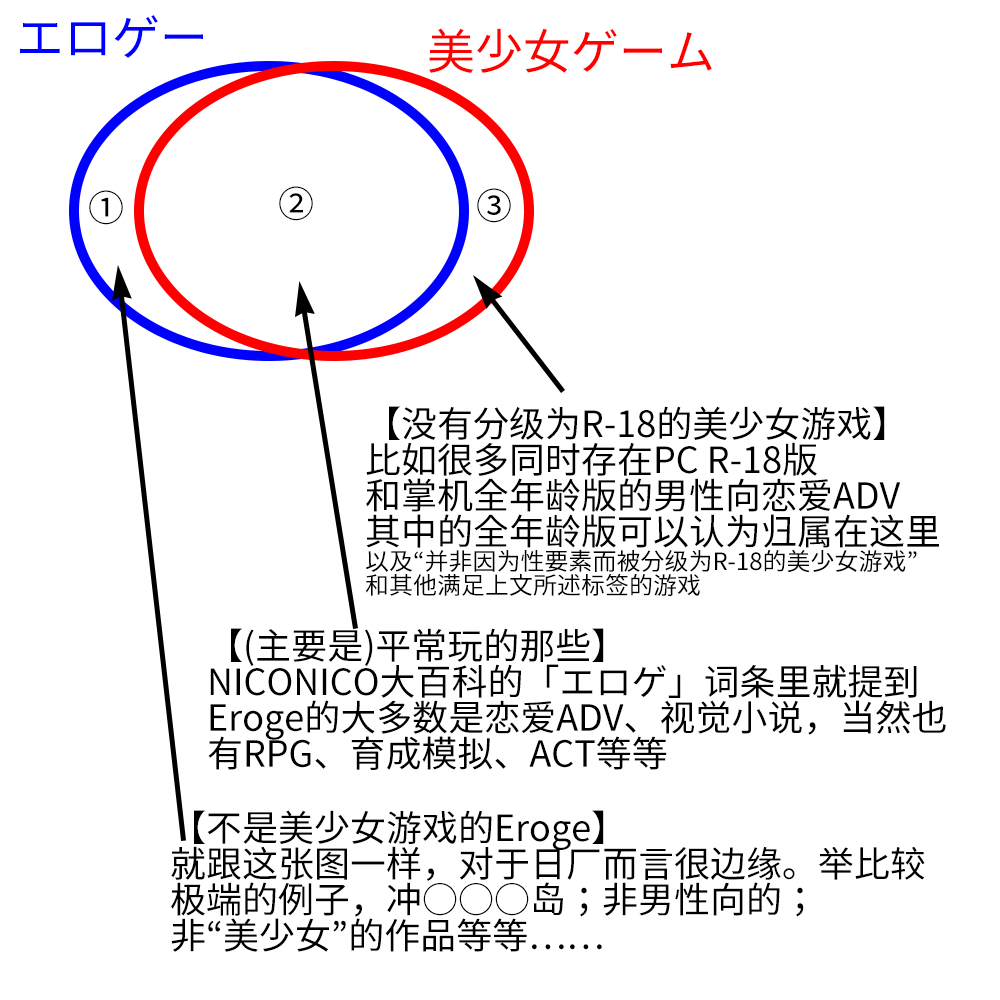 エロゲー
美少女ゲーム
①
②
③
【没有分级为R-18的美少女游戏】
比如很多同时存在PC R-18版
和掌机全年龄版的男性向恋爱ADV
其中的全年龄版可以认为归属在这里
以及“并非因为性要素而被分级为R-18的美少女游戏”
和其他满足上文所述标签的游戏
【(主要是)平常玩的那些】
NICONICO大百科的「エロゲ」词条里就提到
Eroge的大多数是恋爱ADV、视觉小说，当然也
有RPG、育成模拟、ACT等等
【不是美少女游戏的Eroge】
就跟这张图一样，对于日厂而言很边缘。举比较
极端的例子，冲○○○岛；非男性向的；
非“美少女”的作品等等……